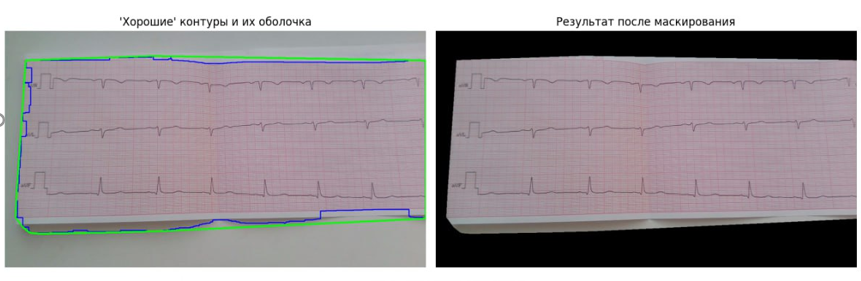 'Хорошие' контуры и их оболочка
Результат после маскирования